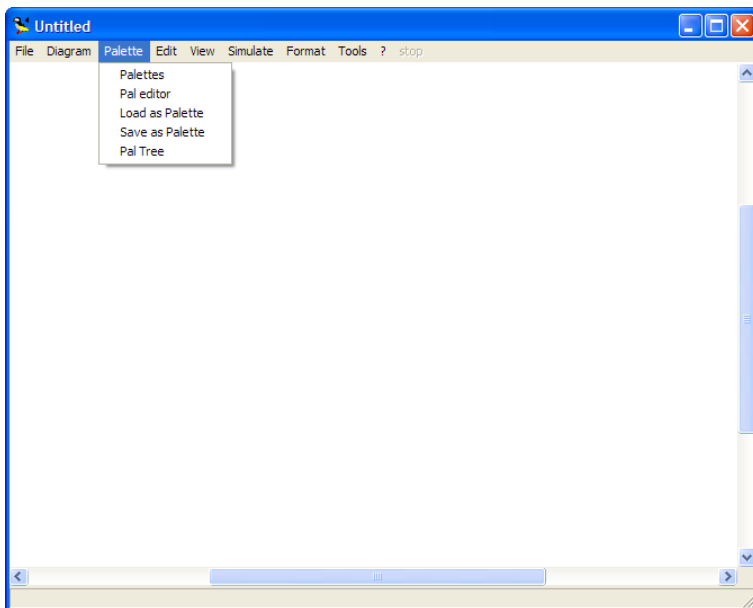 Untitled
File Diagram Palette Edit View Simulate Format Tools ? stop
Palettes
Pal editor
Load as Palette
Save as Palette
Pal Tree